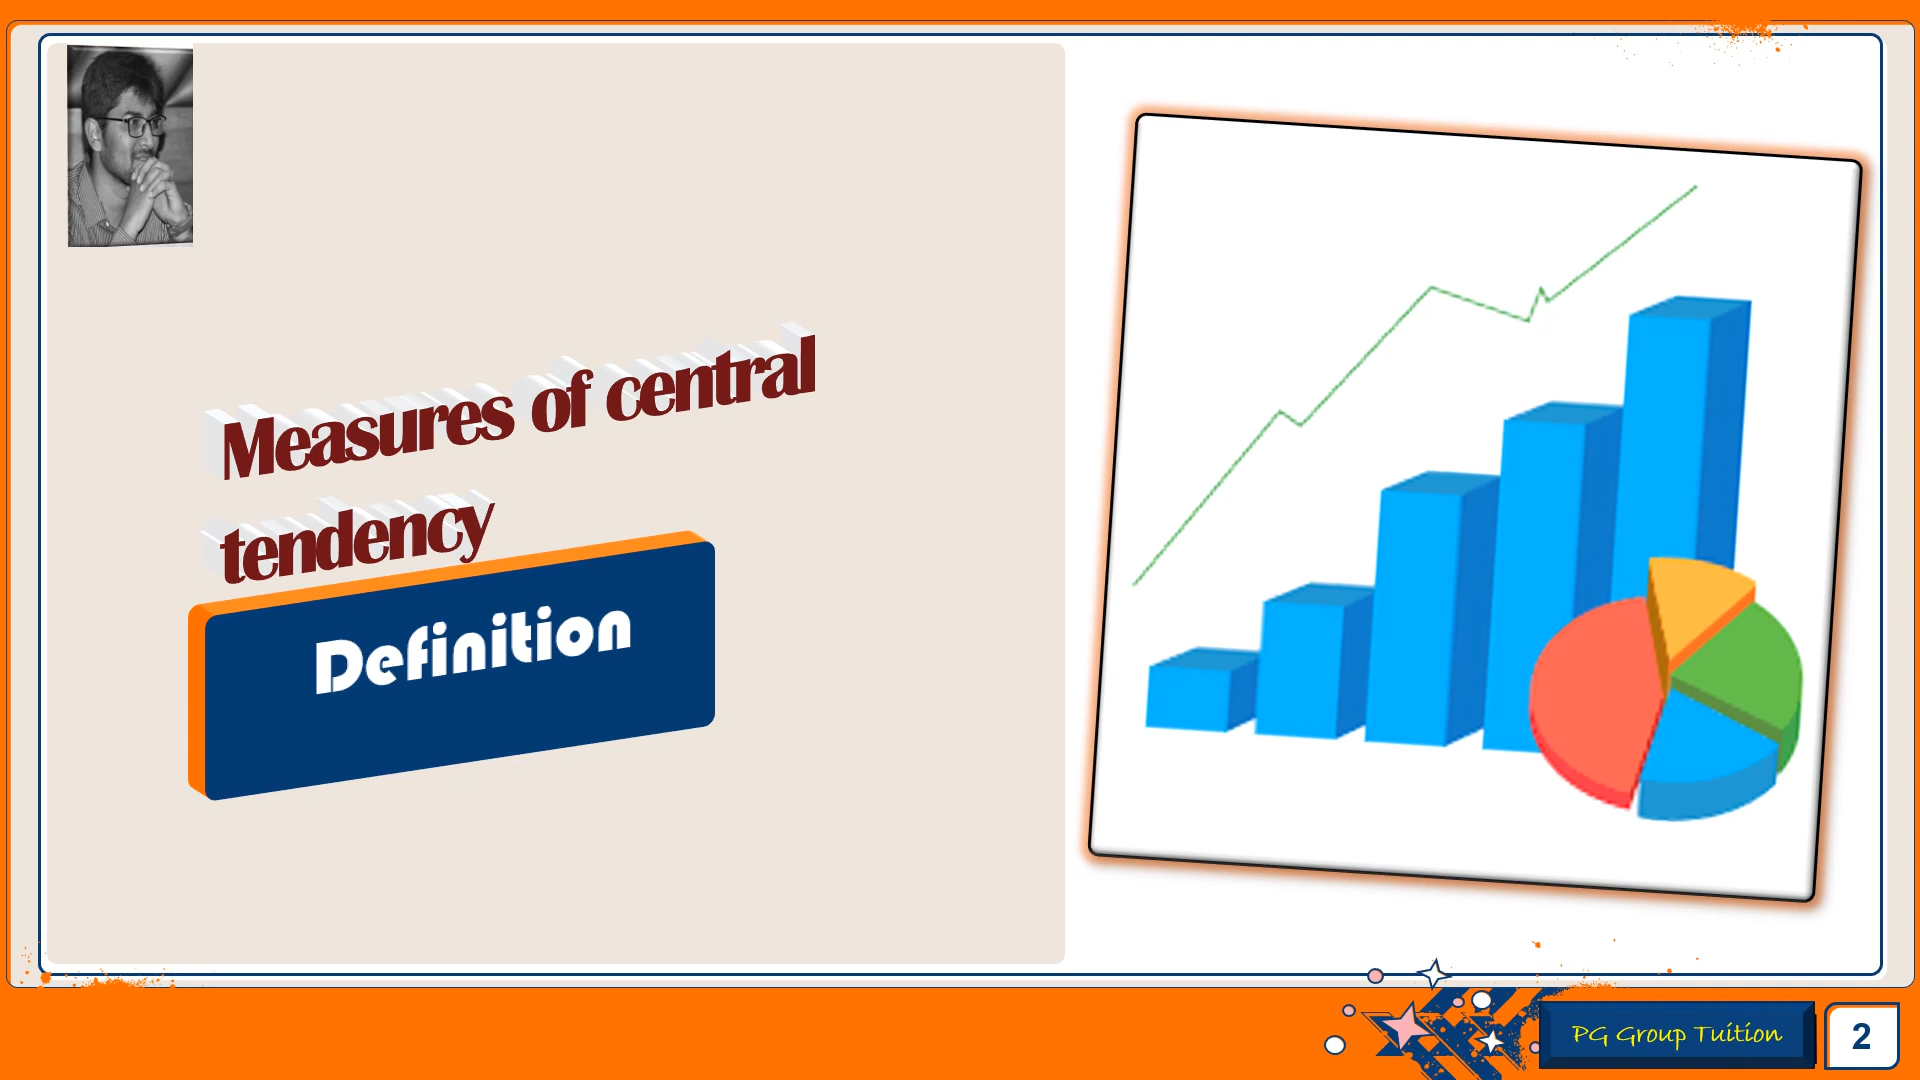 Measures of central
tendency
Definition
PG Group Tuition
2